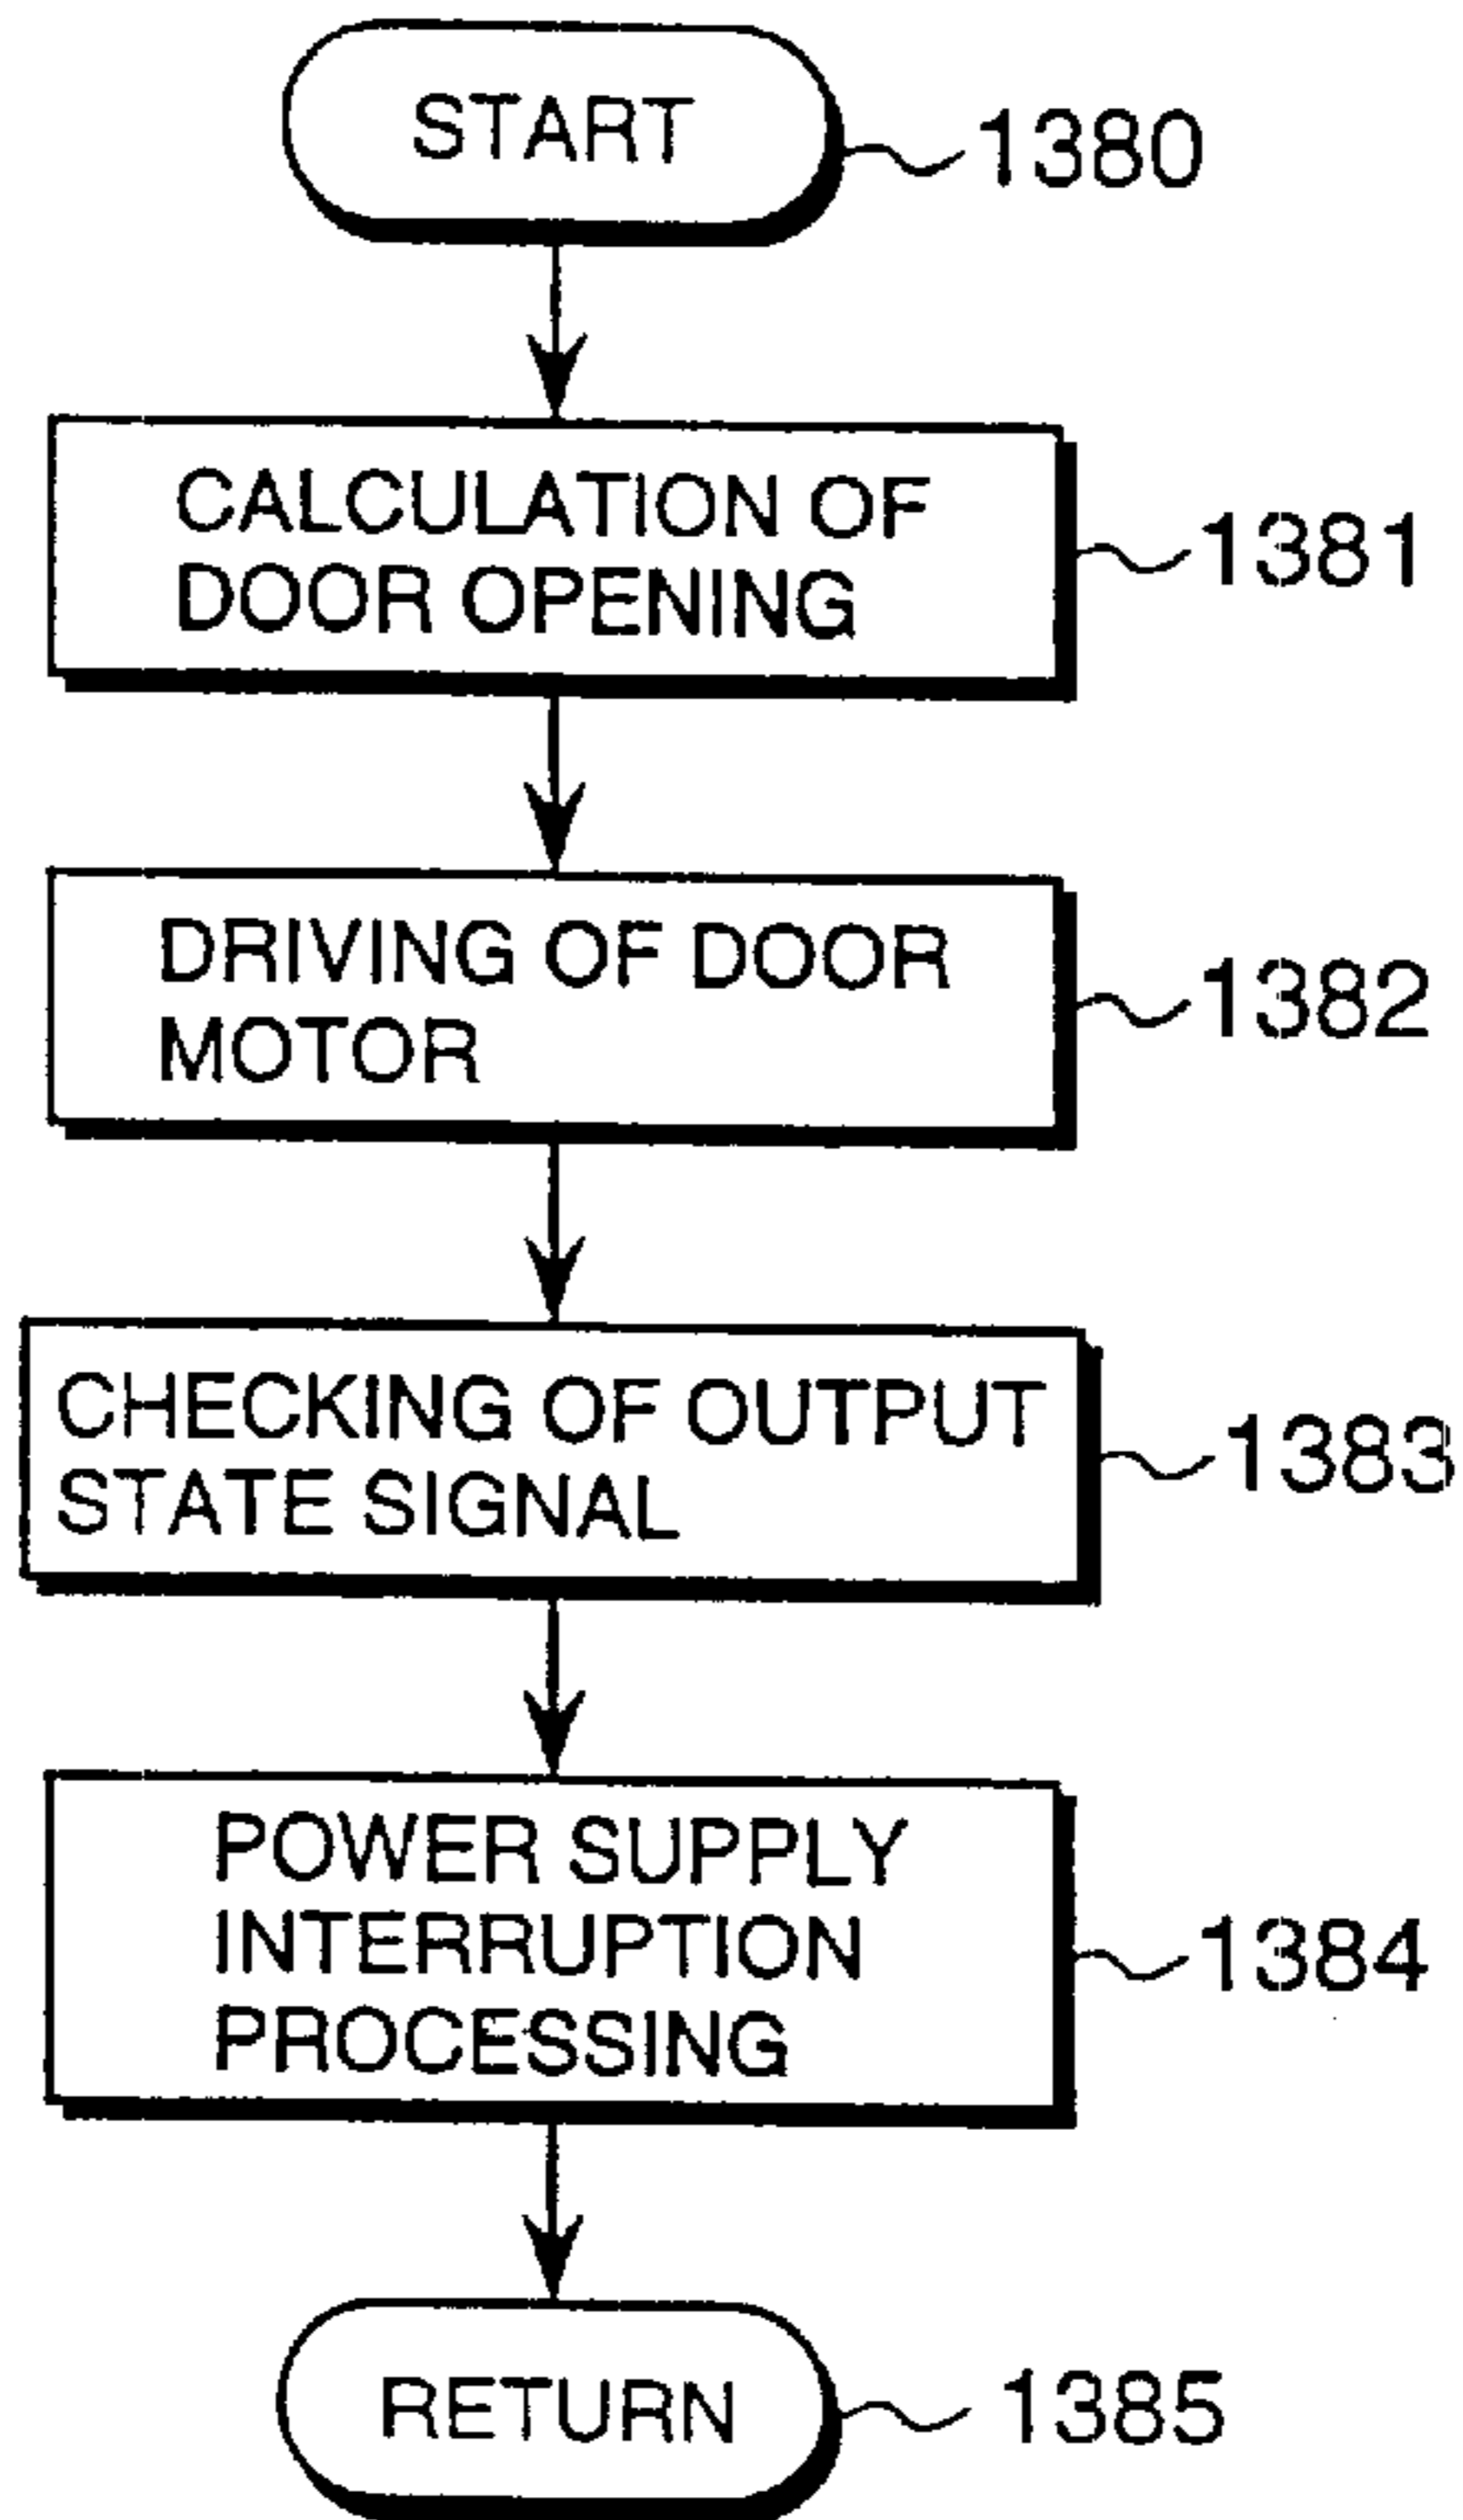 START
1380
CALCULATION OF
DOOR OPENING
1381
DRIVING OF DOOR
MOTOR
1382
CHECKING OF OUTPUT
STATE SIGNAL
1383
POWER SUPPLY
INTERRUPTION
PROCESSING
1384
RETURN
1385